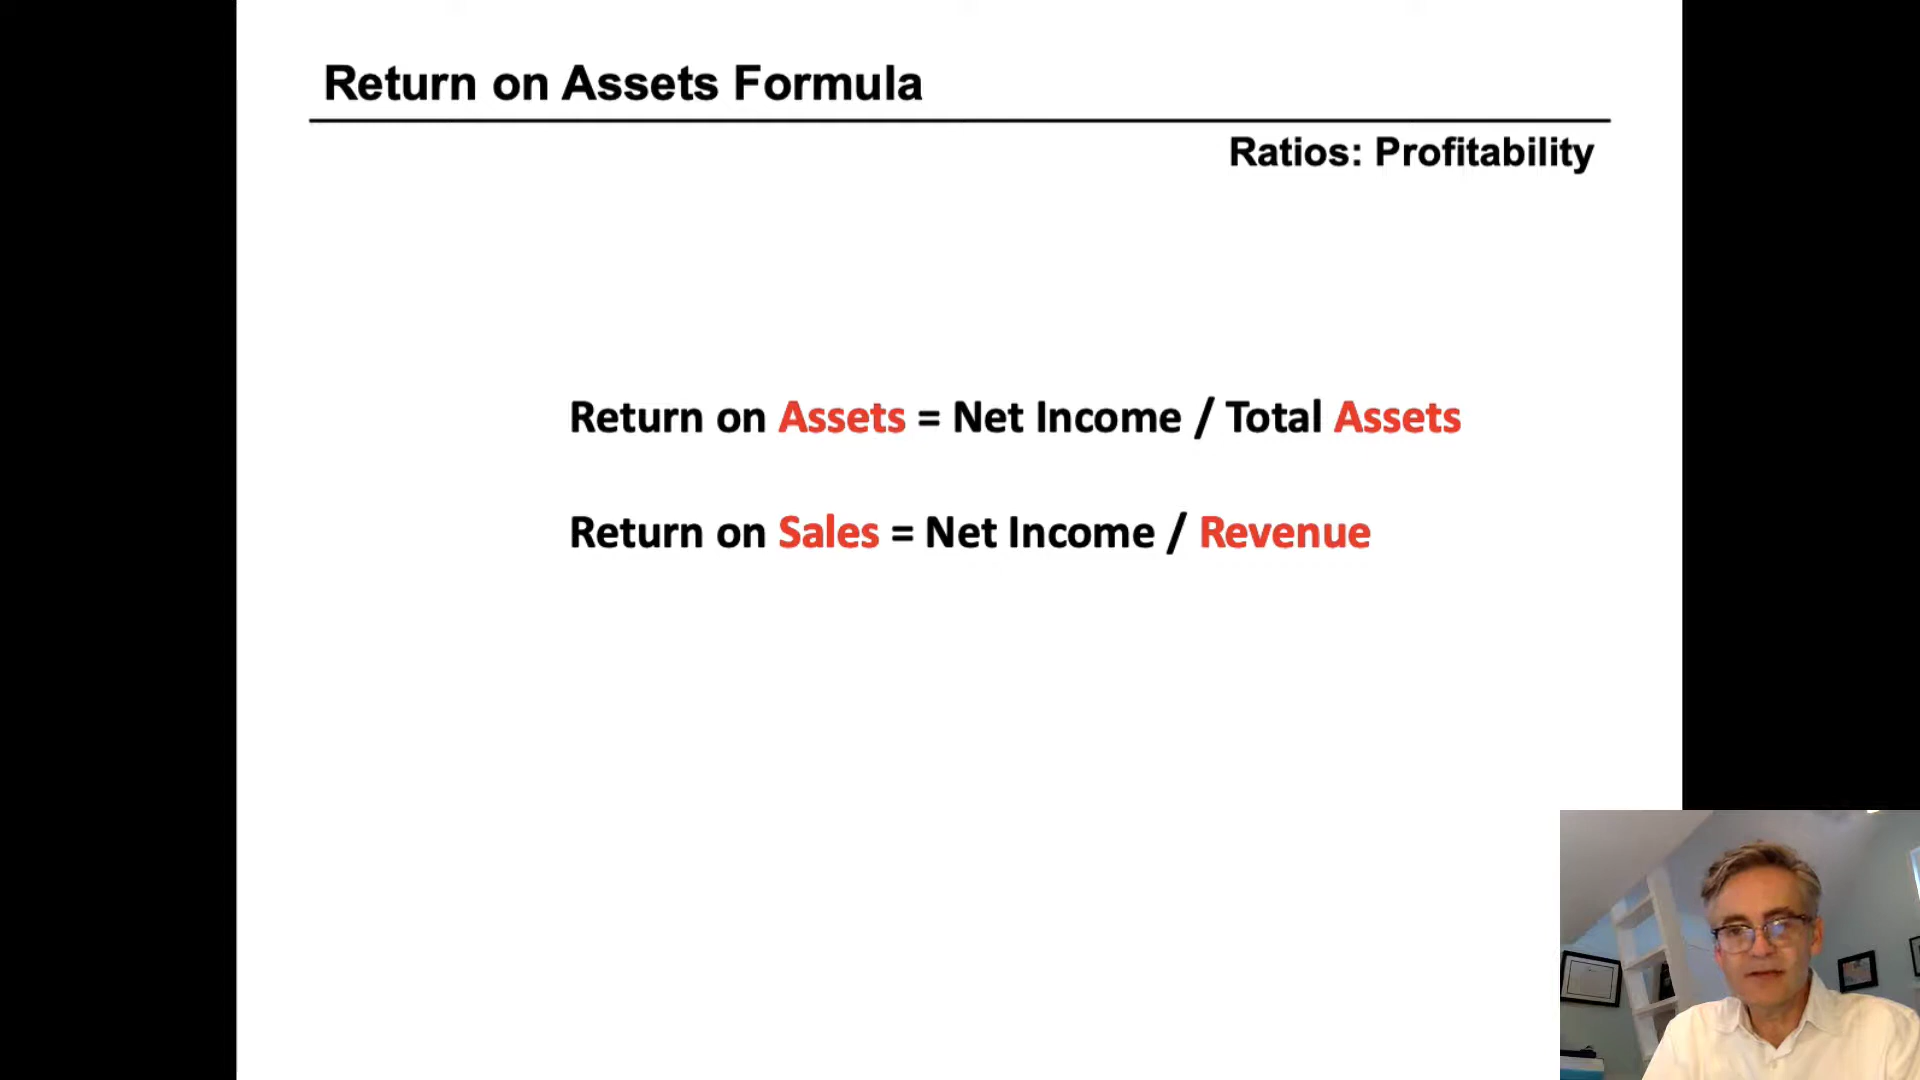 Return on Assets Formula
Ratios: Profitability
Return on Assets = Net Income / Total Assets
Return on Sales = Net Income / Revenue